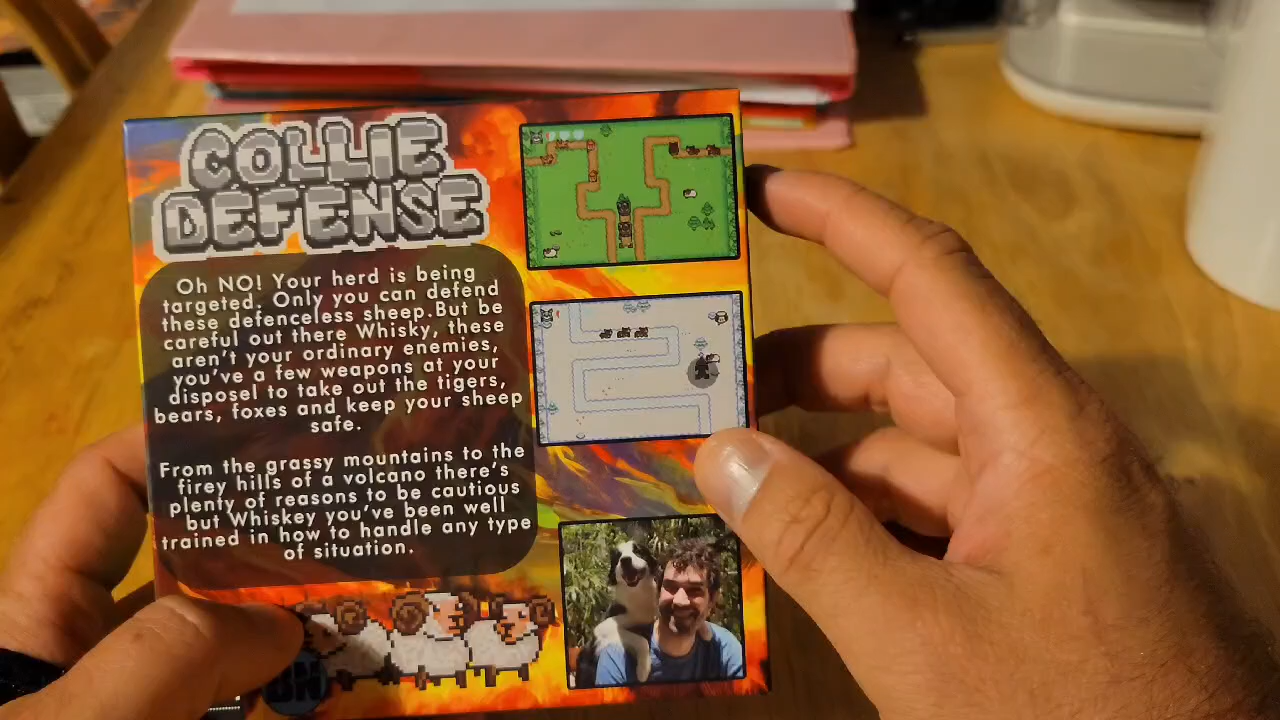 COLLIE
DEFENSE
Oh NO! Your herd is being
targeted. Only you can defend
these defenceless sheep.But be
careful out there Whisky, these
aren't your ordinary enemies,
you've a few weapons at your
disposel to take out the tigers,
bears, foxes and keep your sheep
safe.
From the grassy mountains to the
firey hills of a volcano there's
plenty of reasons to be cautious
but Whiskey you've been well
trained in how to handle any type
of situation.